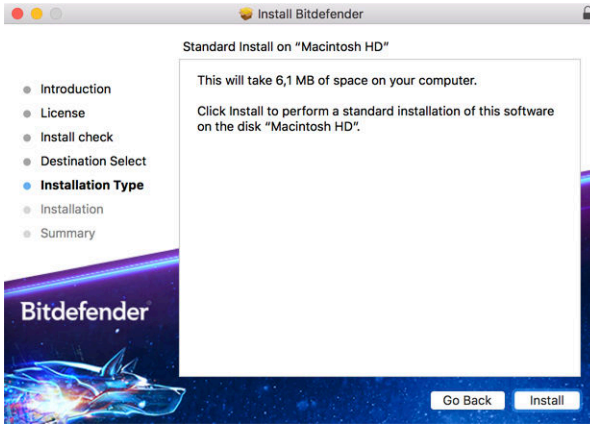 Install Bitdefender
Standard Install on “Macintosh HD”
Introduction
License
Install check
Destination Select
Installation Type
Installation
Summary
This will take 6,1 MB of space on your computer.
Click Install to perform a standard installation of this software
on the disk “Macintosh HD”.
Bitdefender
Go Back
Install